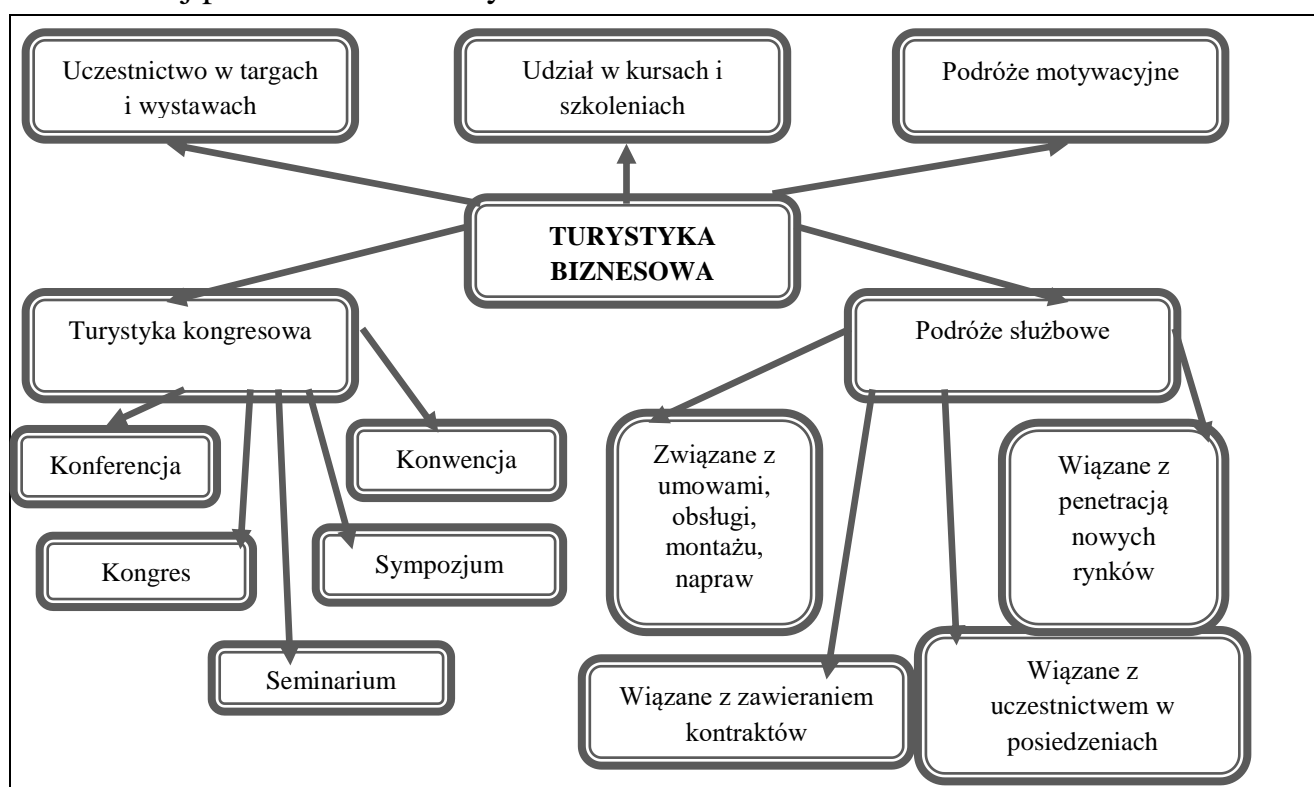 Uczestnictwo w targach
i wystawach
Udział w kursach i
szkoleniach
Podróże motywacyjne
TURYSTYKA
BIZNESOWA
Turystyka kongresowa
Podróże służbowe
Konferencja
Konwencja
Kongres
Sympozjum
Seminarium
Związane z
umowami,
obsługi,
montażu,
napraw
Wiązane z
penetracją
nowych
rynków
Wiązane z zawieraniem
kontraktów
Wiązane z
uczestnictwem w
posiedzeniach